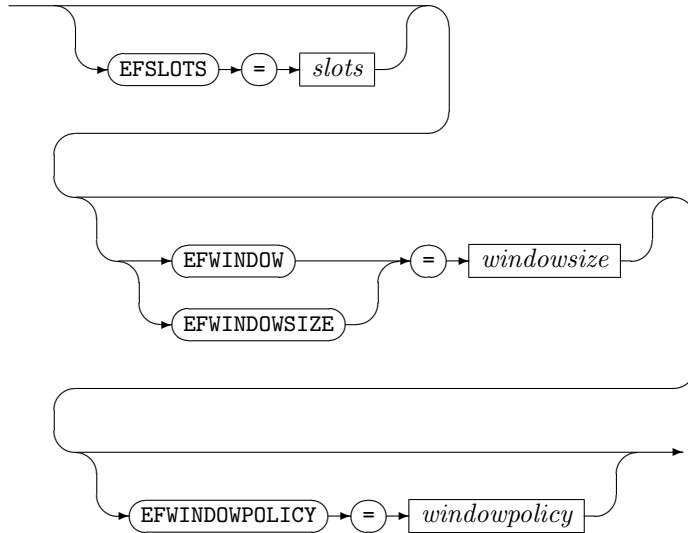 EFSLOTS = slots
EFWINDOW = windowsize
EFWINDOWSIZE
EFWINDOWPOLICY = windowpolicy